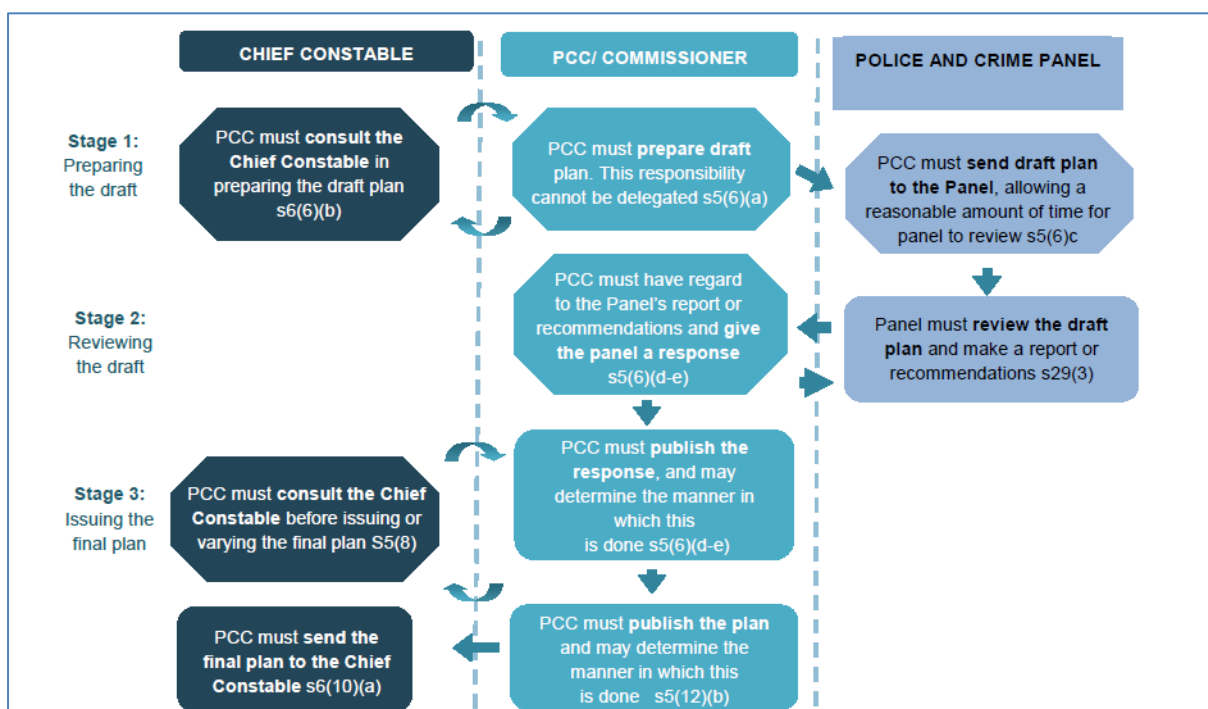 CHIEF CONSTABLE
PCC/ COMMISSIONER
POLICE AND CRIME PANEL
Stage 1:
Preparing
the draft
PCC must consult the
Chief Constable in
preparing the draft plan
s6(6)(b)
PCC must prepare draft
plan. This responsibility
cannot be delegated s5(6)(a)
PCC must send draft plan
to the Panel, allowing a
reasonable amount of time for
panel to review s5(6)c
Stage 2:
Reviewing
the draft
PCC must have regard
to the Panel's report or
recommendations and give
the panel a response
s5(6)(d-e)
Panel must review the draft
plan and make a report or
recommendations s29(3)
Stage 3:
Issuing the
final plan
PCC must consult the Chief
Constable before issuing or
varying the final plan S5(8)
PCC must publish the
response, and may
determine the manner in
which this
is done s5(6)(d-e)
PCC must send the
final plan to the Chief
Constable s6(10)(a)
PCC must publish the plan
and may determine the
manner in which this
is done s5(12)(b)